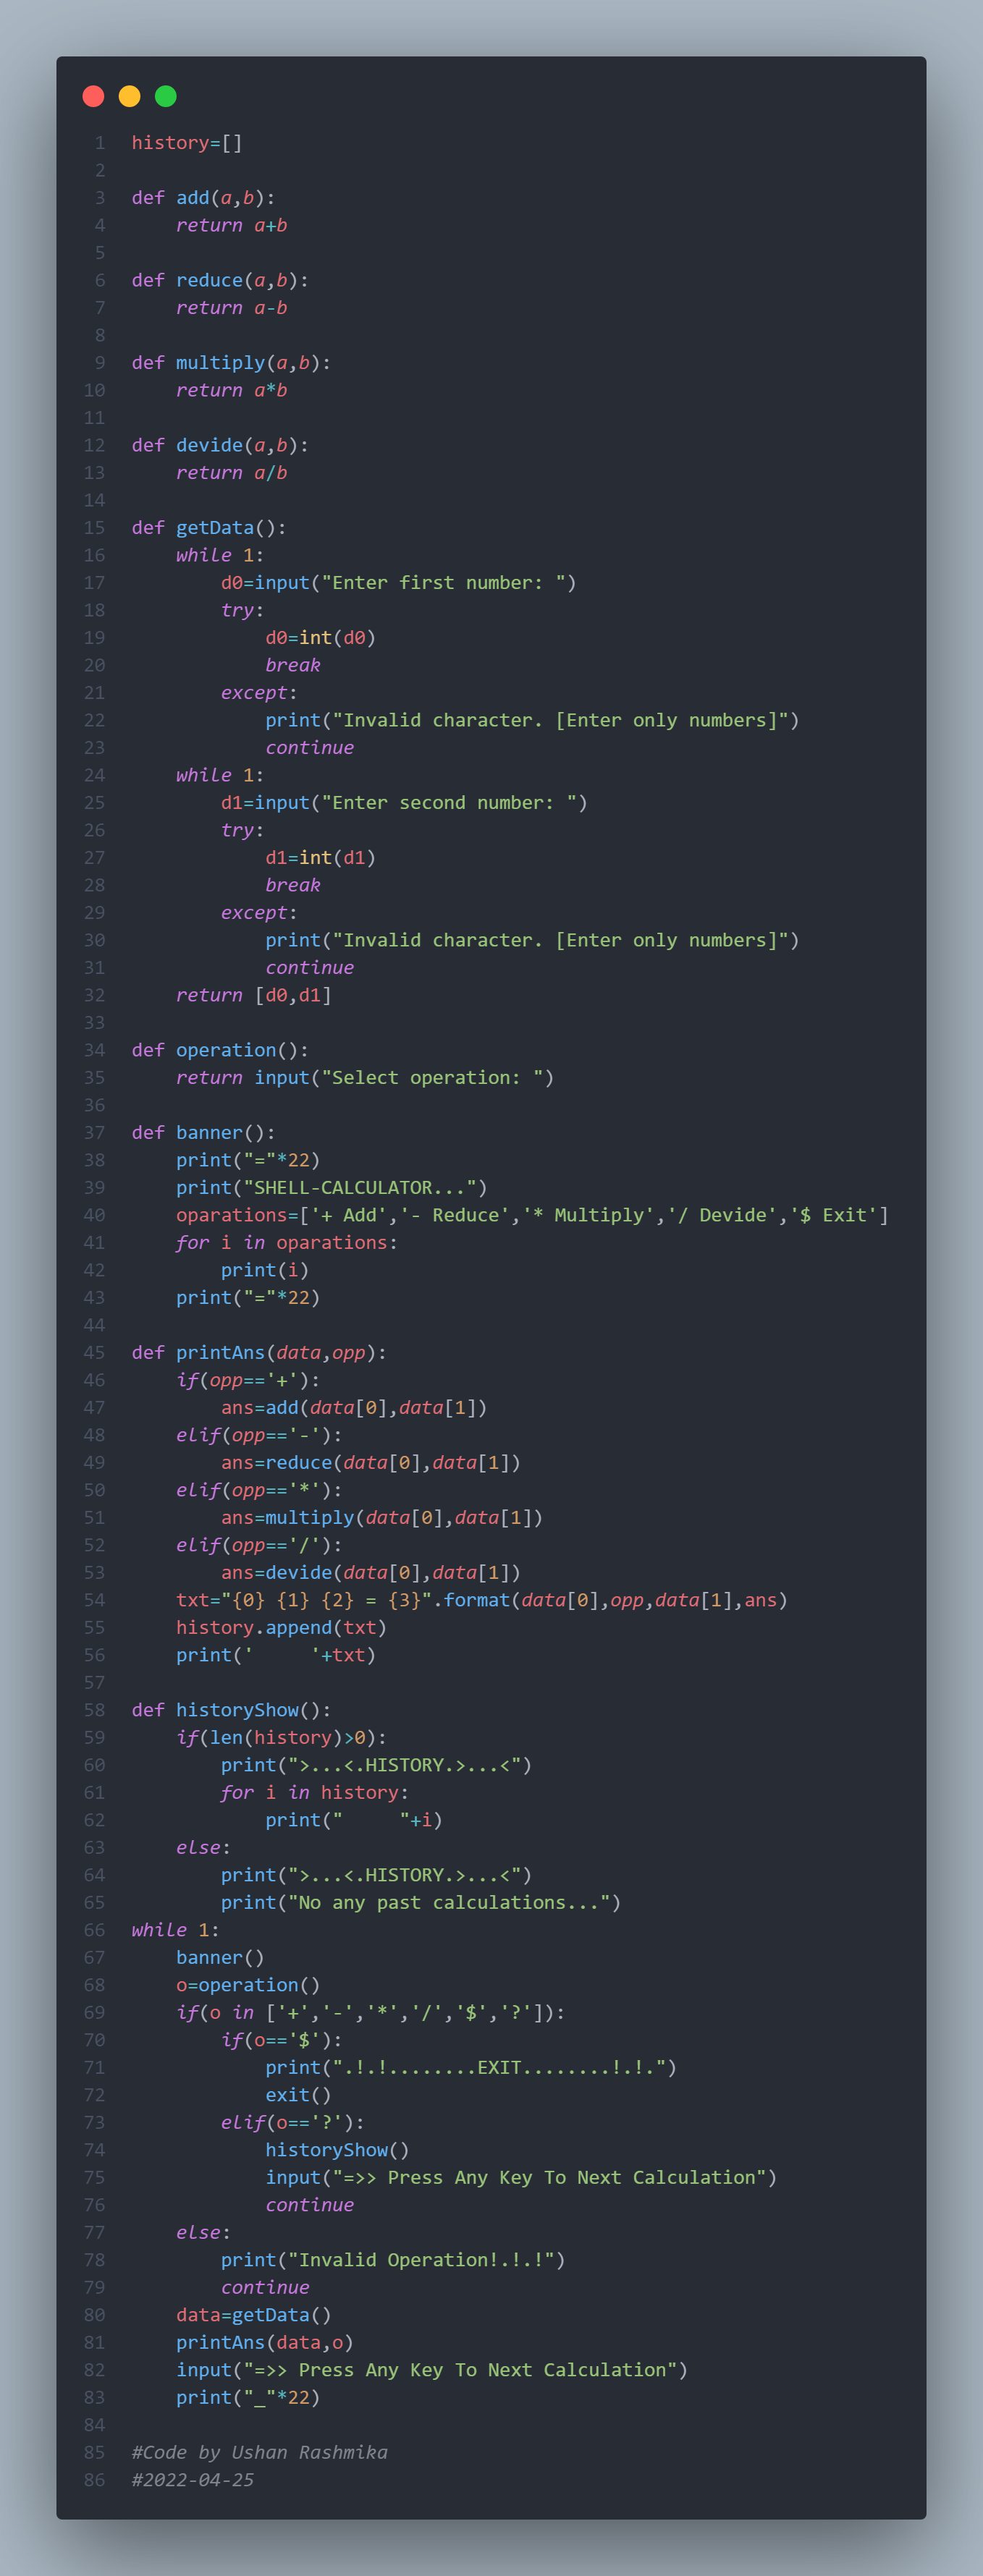 1 history=[]
2
3 def add(a,b):
4     return a+b
5
6 def reduce(a,b):
7     return a-b
8
9 def multiply(a,b):
10     return a*b
11
12 def devide(a,b):
13     return a/b
14
15 def getData():
16     while 1:
17         d0=input("Enter first number: ")
18         try:
19             d0=int(d0)
20             break
21         except:
22             print("Invalid character. [Enter only numbers]")
23             continue
24     while 1:
25         d1=input("Enter second number: ")
26         try:
27             d1=int(d1)
28             break
29         except:
30             print("Invalid character. [Enter only numbers]")
31             continue
32     return [d0,d1]
33
34 def operation():
35     return input("Select operation: ")
36
37 def banner():
38     print("="*22)
39     print("SHELL-CALCULATOR...")
40     oparations=['+ Add','- Reduce','* Multiply','/ Devide','$ Exit']
41     for i in oparations:
42         print(i)
43     print("="*22)
44
45 def printAns(data,opp):
46     if(opp=='+'):
47         ans=add(data[0],data[1])
48     elif(opp=='-'):
49         ans=reduce(data[0],data[1])
50     elif(opp=='*'):
51         ans=multiply(data[0],data[1])
52     elif(opp=='/'):
53         ans=devide(data[0],data[1])
54     txt="{0} {1} {2} = {3}".format(data[0],opp,data[1],ans)
55     history.append(txt)
56     print('     '+txt)
57
58 def historyShow():
59     if(len(history)>0):
60         print(">...<.HISTORY.>...<")
61         for i in history:
62             print("     "+i)
63     else:
64         print(">...<.HISTORY.>...<")
65         print("No any past calculations...")
66 while 1:
67     banner()
68     o=operation()
69     if(o in ['+','-','*','/','$','?']):
70         if(o=='$'):
71             print(".!.!........EXIT........!.!.")
72             exit()
73         elif(o=='?'):
74             historyShow()
75             input("=>> Press Any Key To Next Calculation")
76             continue
77     else:
78         print("Invalid Operation!.!.!")
79         continue
80     data=getData()
81     printAns(data,o)
82     input("=>> Press Any Key To Next Calculation")
83     print("_"*22)
84
85 #Code by Ushan Rashmika
86 #2022-04-25